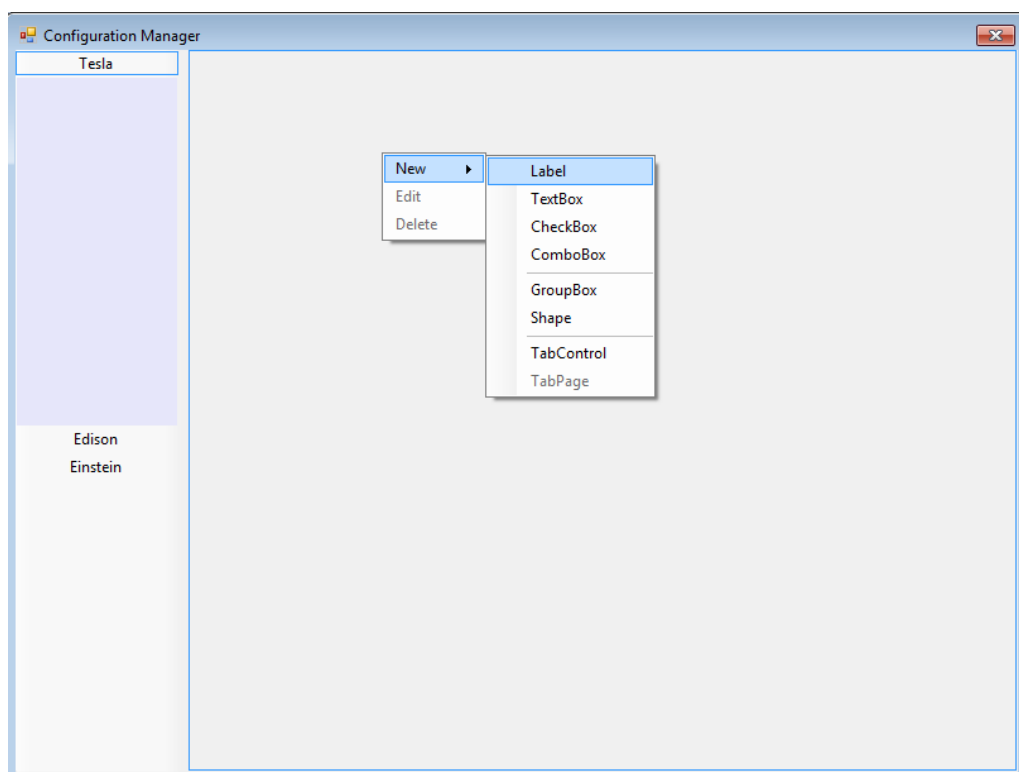 Configuration Manager
Tesla
New
Edit
Delete
Label
TextBox
CheckBox
ComboBox
GroupBox
Shape
TabControl
TabPage
Edison
Einstein